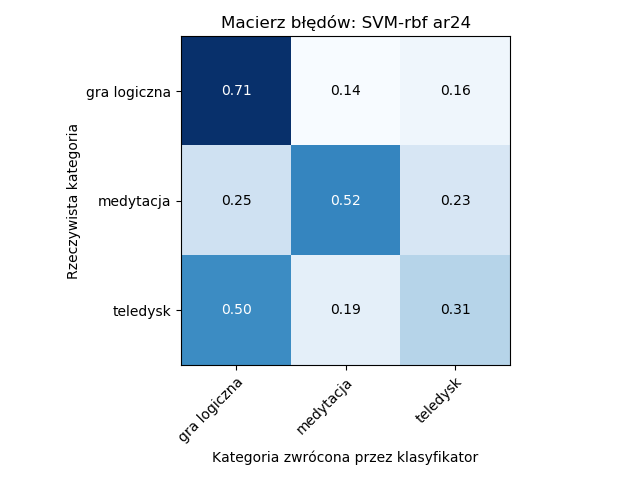 Macierz błędów: SVM-rbf ar24
Rzeczywista kategoria
gra logiczna
0.71 0.14 0.16
medytacja
0.25 0.52 0.23
teledysk
0.50 0.19 0.31
gra logiczna
medytacja
teledysk
Kategoria zwrócona przez klasyfikator